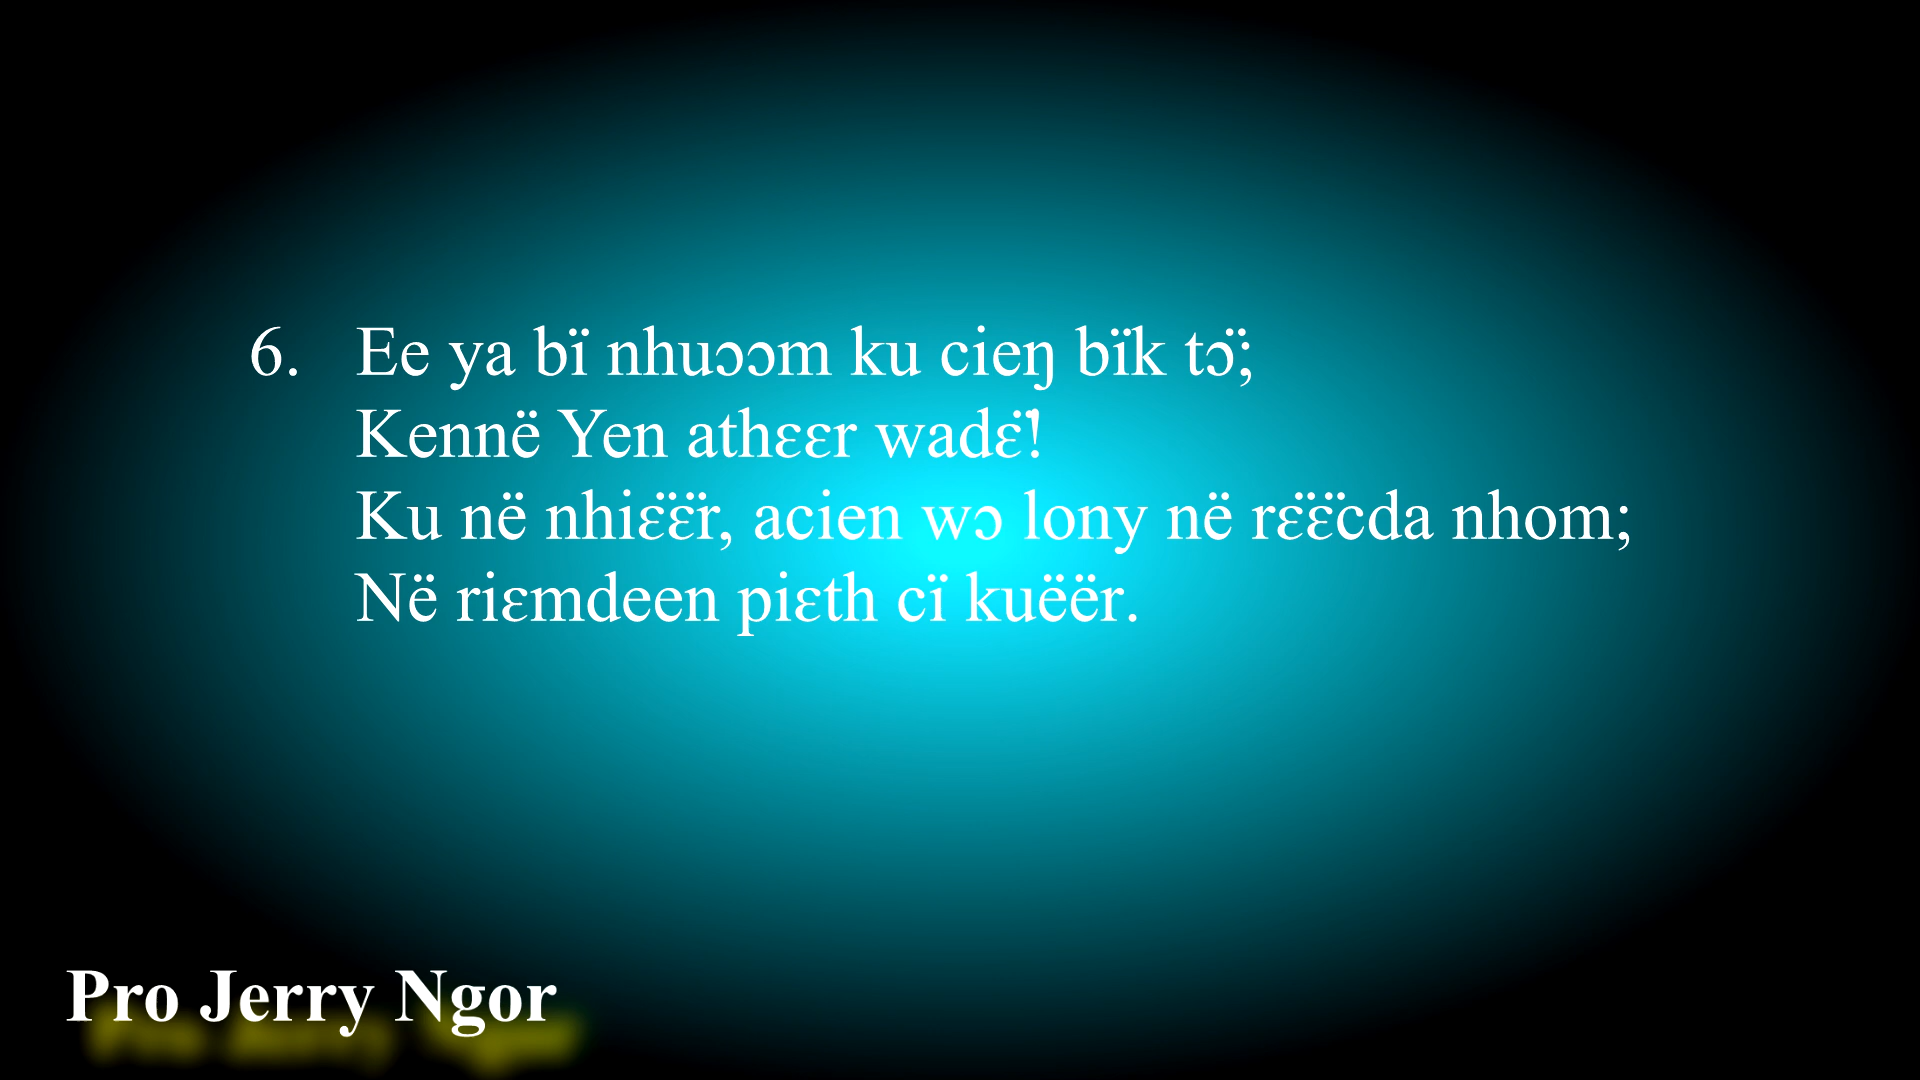 6. Ee ya bï nhuɔɔm ku cieŋ bïk tɔ̈;
Kennë Yen athɛɛr wadɛ̈!
Ku në nhiɛ̈ɛ̈r, acien wɔ lony në rɛ̈ɛ̈cda nhom;
Në riɛmdeen piɛth cï kuëër.
Pro Jerry Ngor